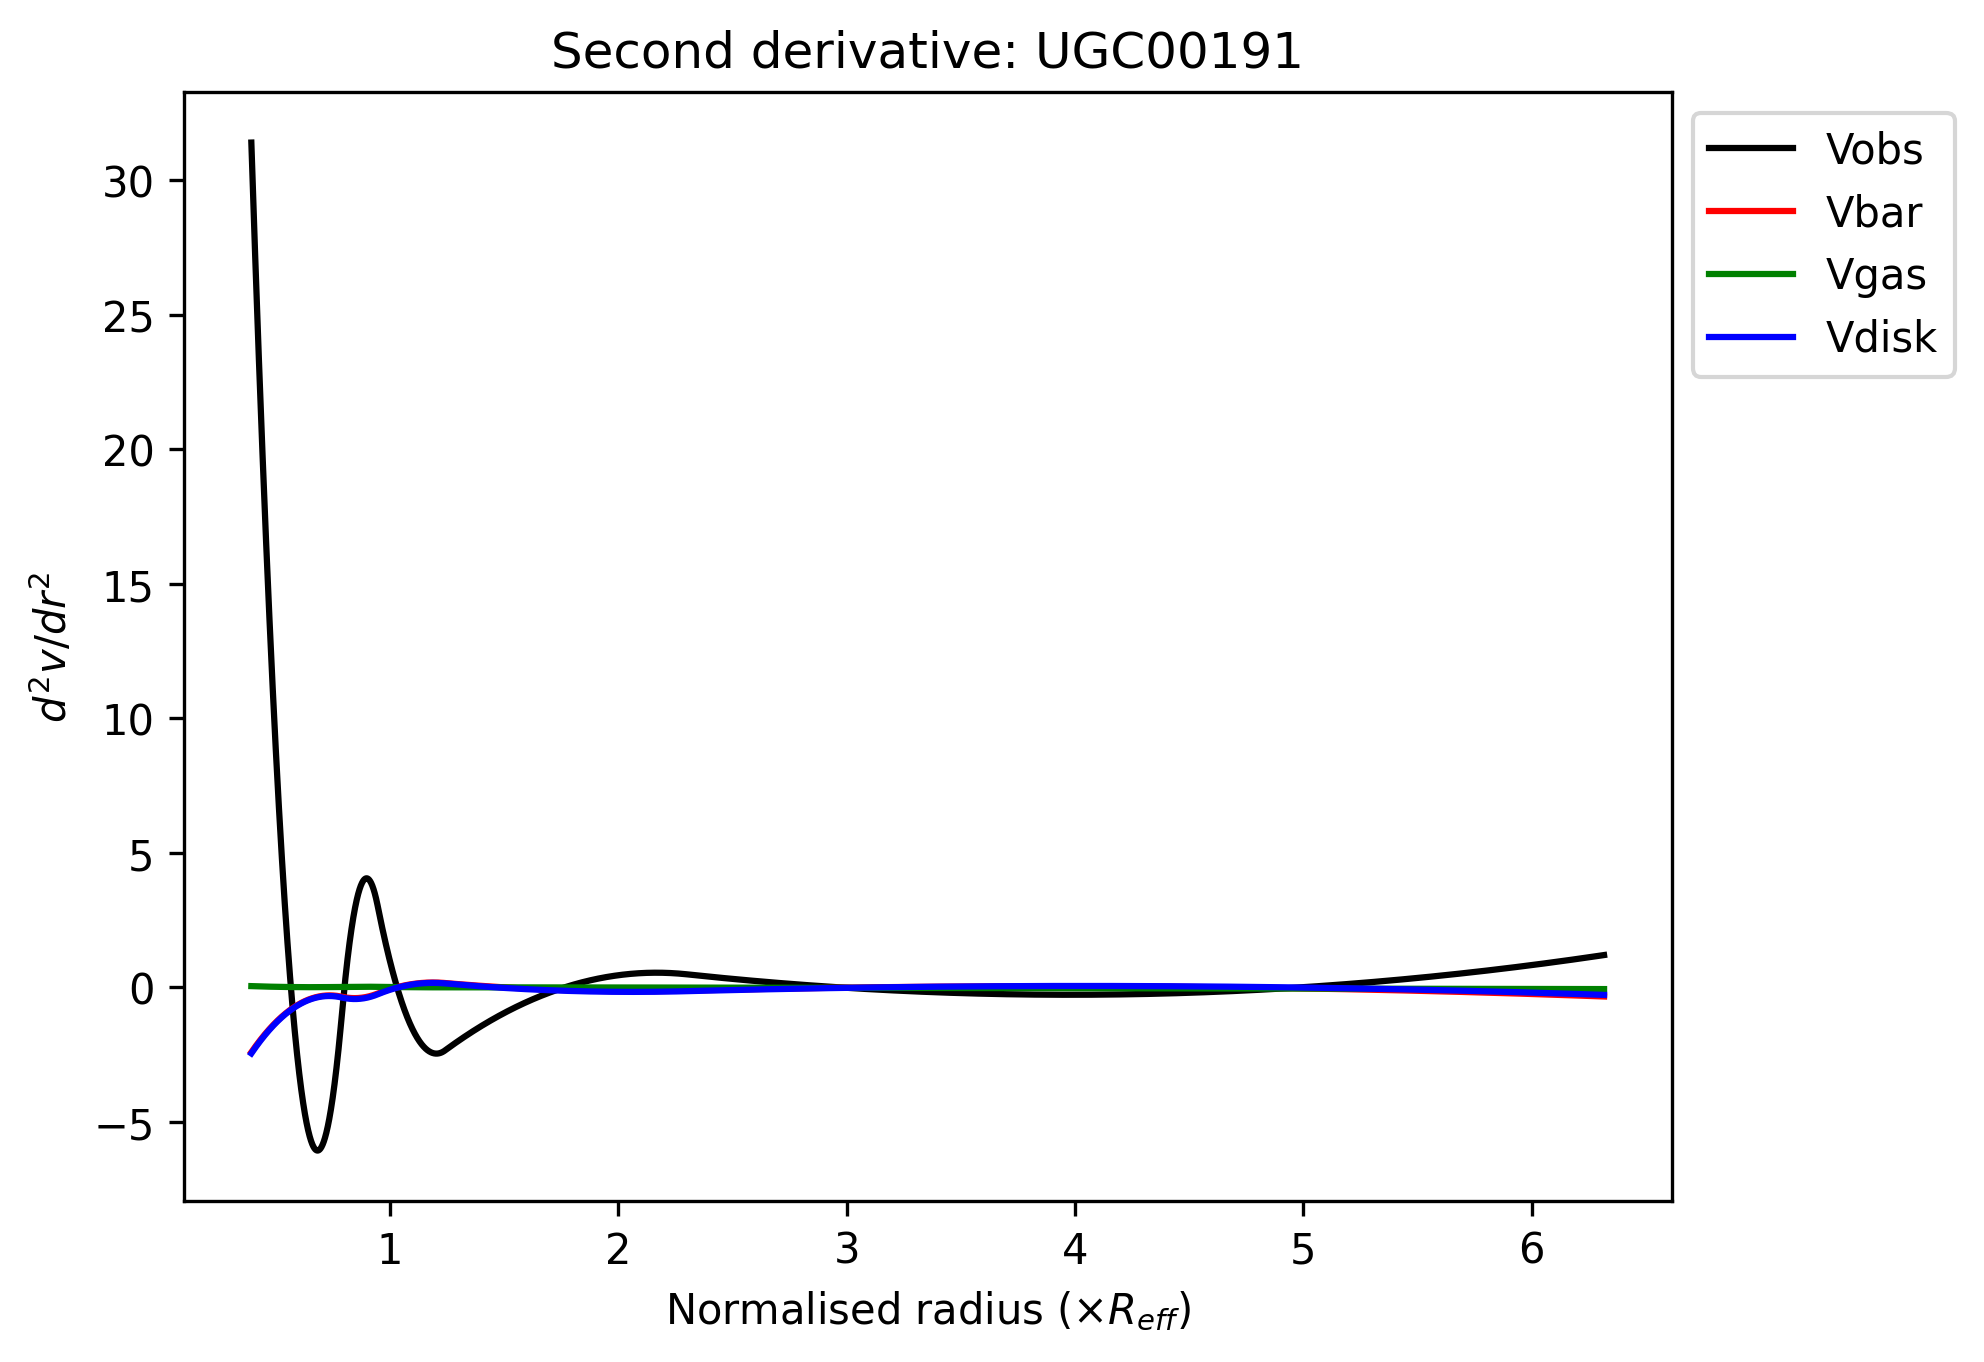 Second derivative: UGC00191
Vobs
Vbar
Vgas
Vdisk
30
25
20
15
10
5
0
−5
d²v/dr²
1 2 3 4 5 6
Normalised radius (×R_eff)